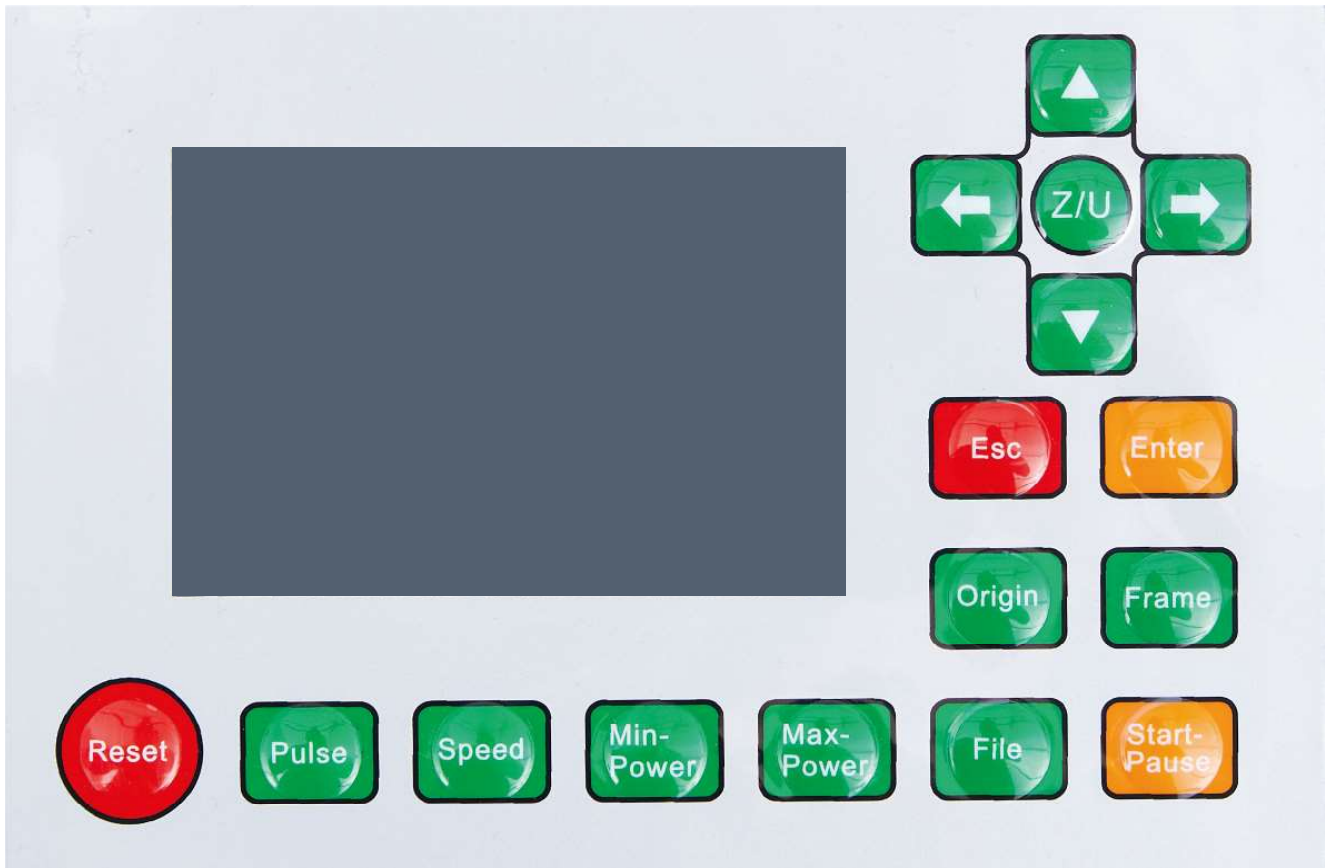 Z/U
Esc
Enter
Origin
Frame
Reset
Pulse
Speed
Min-
Power
Max-
Power
File
Start-
Pause